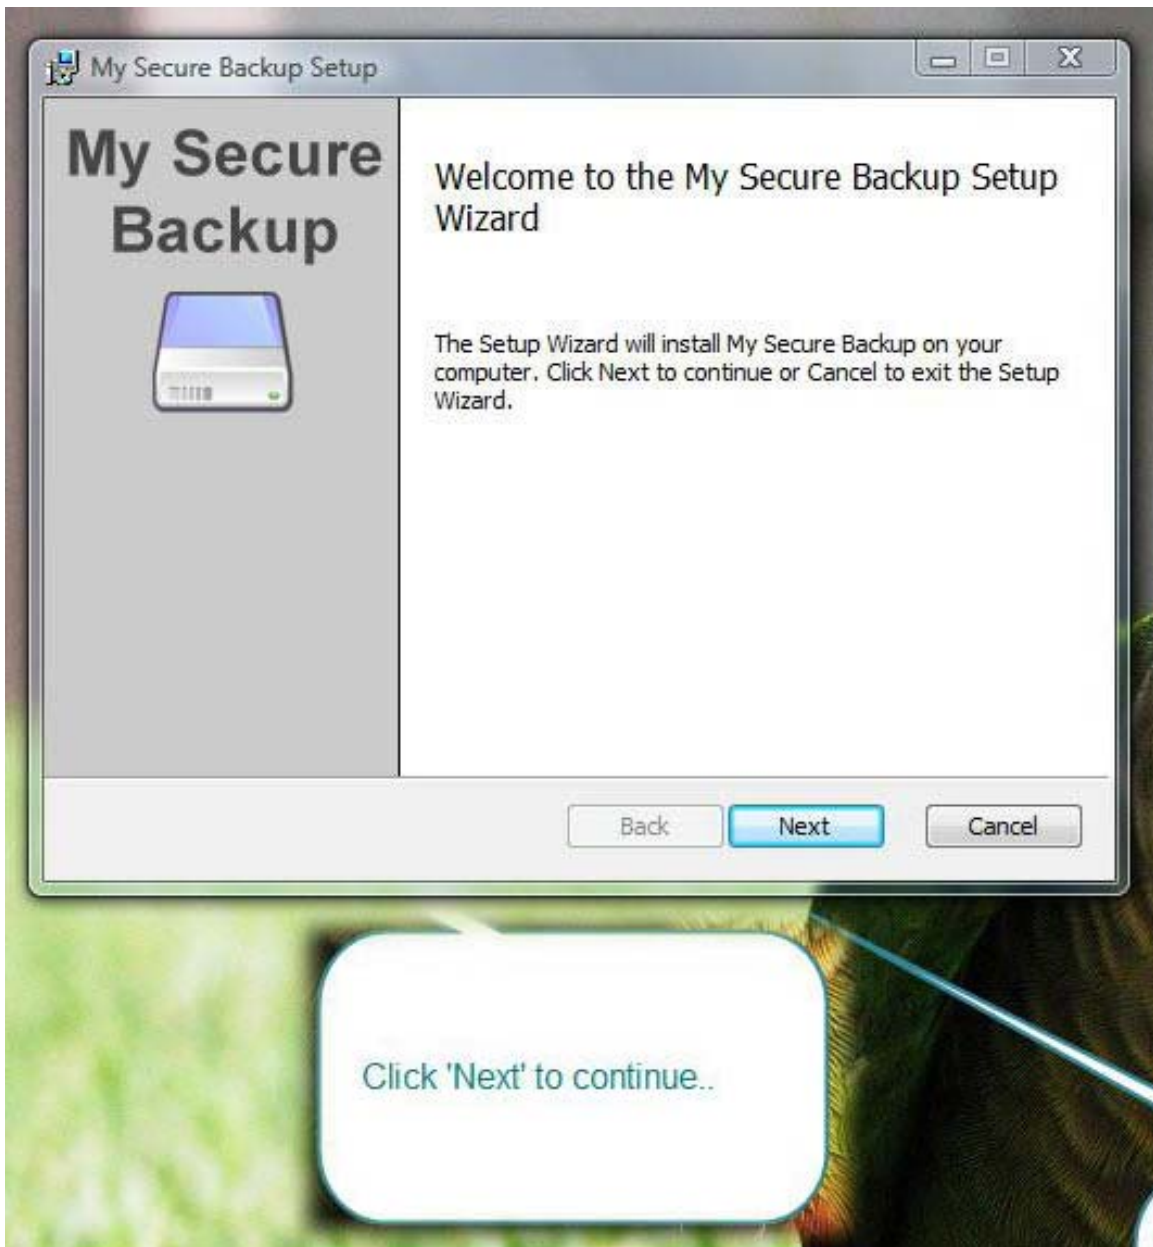 My Secure Backup Setup
My Secure
Backup
Welcome to the My Secure Backup Setup
Wizard
The Setup Wizard will install My Secure Backup on your
computer. Click Next to continue or Cancel to exit the Setup
Wizard.
Back
Next
Cancel
Click 'Next' to continue..